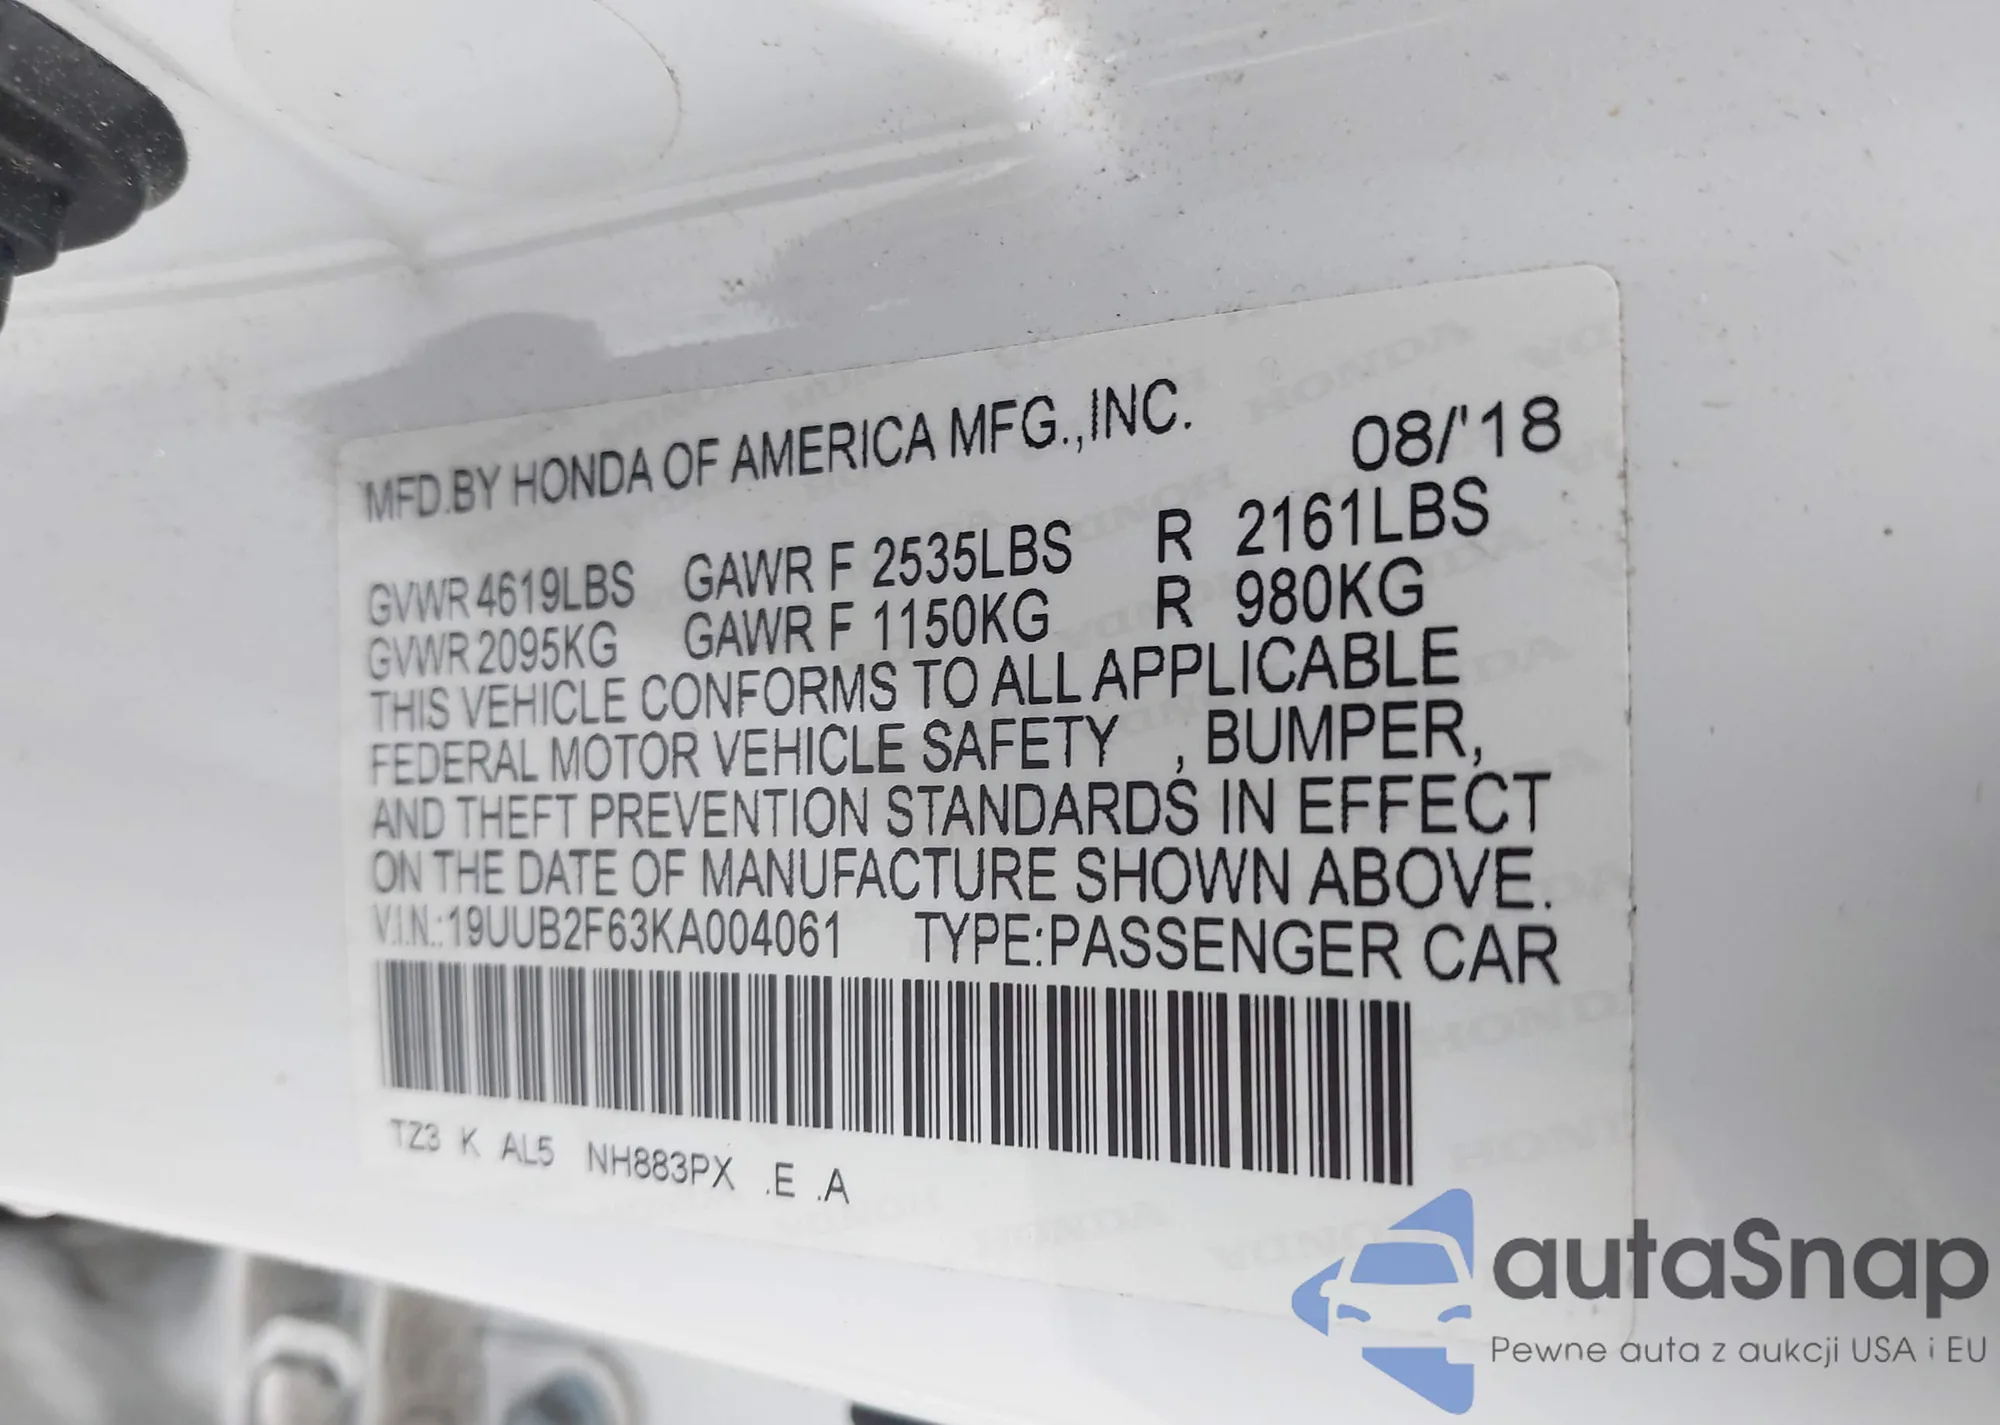 MFD.BY HONDA OF AMERICA MFG.,INC.
08/'18
GVWR 4619LBS GAWR F 2535LBS R 2161LBS
GVWR 2095KG GAWR F 1150KG R 980KG
THIS VEHICLE CONFORMS TO ALL APPLICABLE
FEDERAL MOTOR VEHICLE SAFETY , BUMPER,
AND THEFT PREVENTION STANDARDS IN EFFECT
ON THE DATE OF MANUFACTURE SHOWN ABOVE.
V.I.N.:19UUB2F63KA004061 TYPE:PASSENGER CAR
TZ3 K AL5 NH883PX .E .A
autaSnap
Pewne auta z aukcji USA i EU